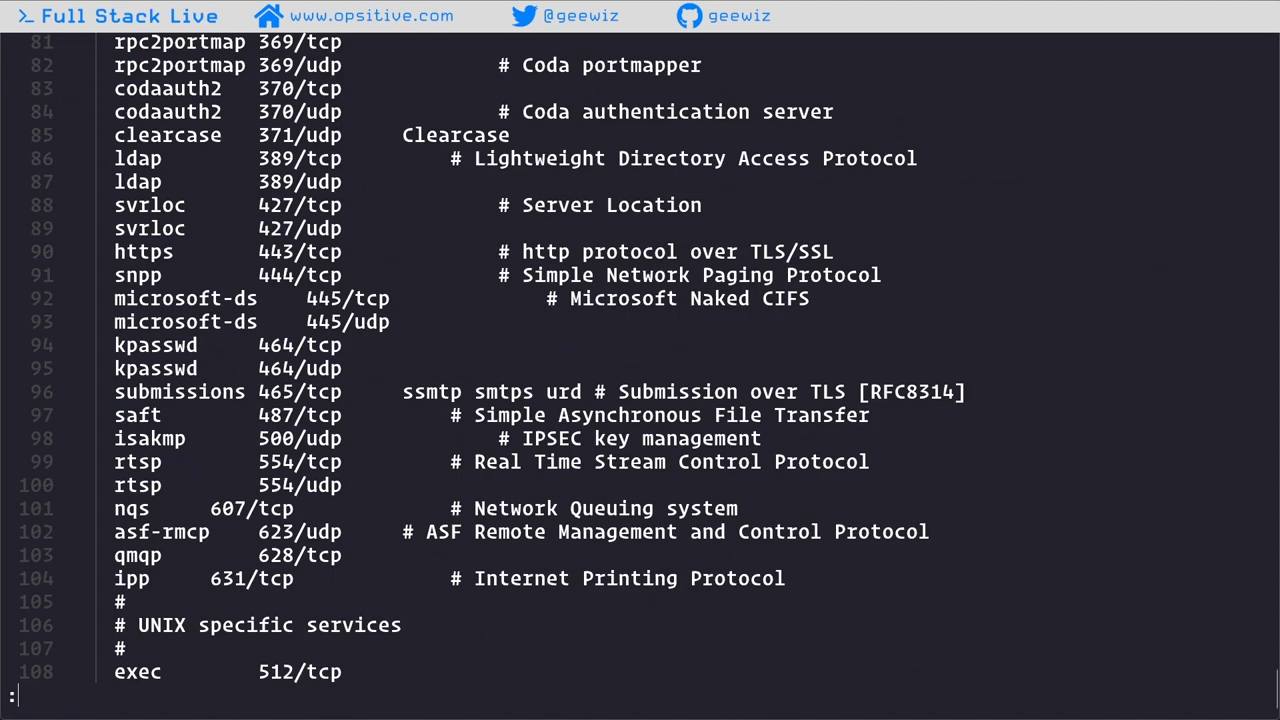 >_ Full Stack Live www.opsitive.com @geewiz geewiz
81 rpc2portmap 369/tcp
82 rpc2portmap 369/udp # Coda portmapper
83 codaauth2 370/tcp
84 codaauth2 370/udp # Coda authentication server
85 clearcase 371/udp Clearcase
86 ldap 389/tcp # Lightweight Directory Access Protocol
87 ldap 389/udp
88 svrloc 427/tcp # Server Location
89 svrloc 427/udp
90 https 443/tcp # http protocol over TLS/SSL
91 snpp 444/tcp # Simple Network Paging Protocol
92 microsoft-ds 445/tcp # Microsoft Naked CIFS
93 microsoft-ds 445/udp
94 kpasswd 464/tcp
95 kpasswd 464/udp
96 submissions 465/tcp ssmtp smtps urd # Submission over TLS [RFC8314]
97 saft 487/tcp # Simple Asynchronous File Transfer
98 isakmp 500/udp # IPSEC key management
99 rtsp 554/tcp # Real Time Stream Control Protocol
100 rtsp 554/udp
101 nqs 607/tcp # Network Queuing system
102 asf-rmcp 623/udp # ASF Remote Management and Control Protocol
103 qmqp 628/tcp
104 ipp 631/tcp # Internet Printing Protocol
105 #
106 # UNIX specific services
107 #
108 exec 512/tcp
: